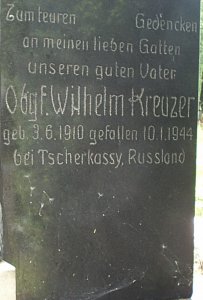 Zum teuren Gedencken
an meinen lieben Gatten
unseren guten Vater
Obgf. Wilhelm Kreuzer
geb. 3.6.1910 gefallen 10.1.1944
bei Tscherkassy, Russland